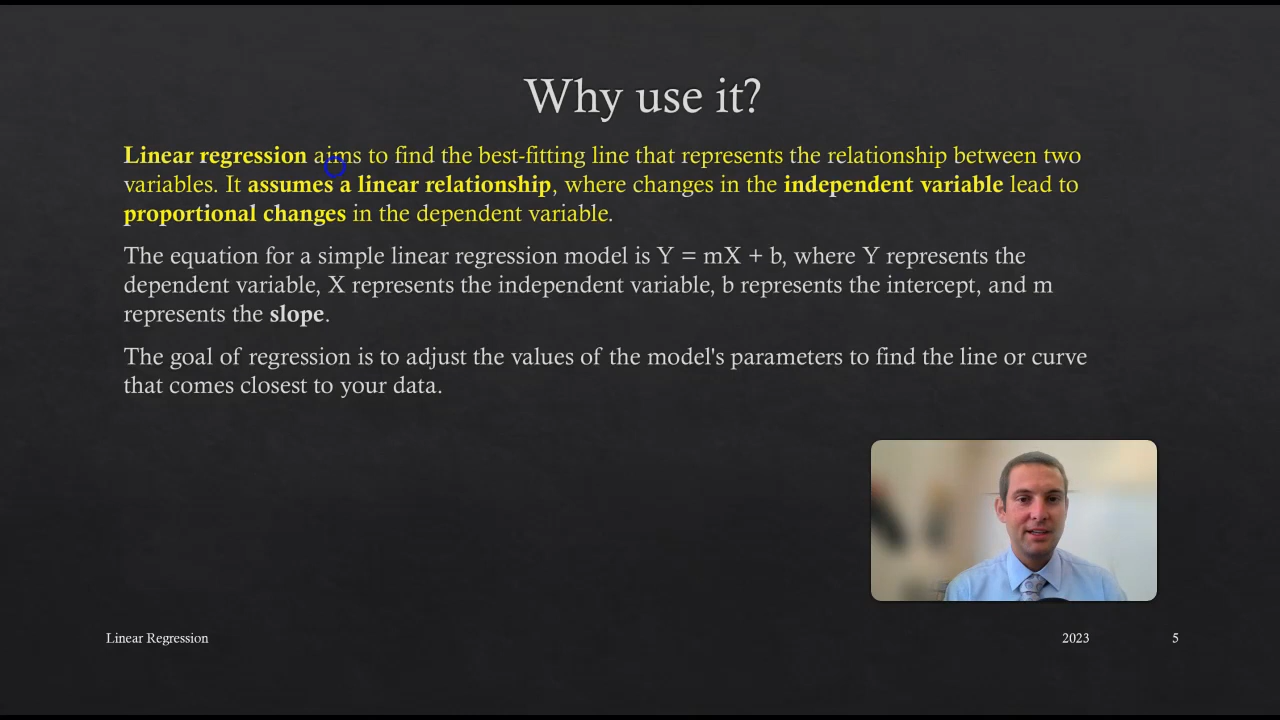 Why use it?
Linear regression aims to find the best-fitting line that represents the relationship between two
variables. It assumes a linear relationship, where changes in the independent variable lead to
proportional changes in the dependent variable.
The equation for a simple linear regression model is Y = mX + b, where Y represents the
dependent variable, X represents the independent variable, b represents the intercept, and m
represents the slope.
The goal of regression is to adjust the values of the model's parameters to find the line or curve
that comes closest to your data.
Linear Regression
2023
5